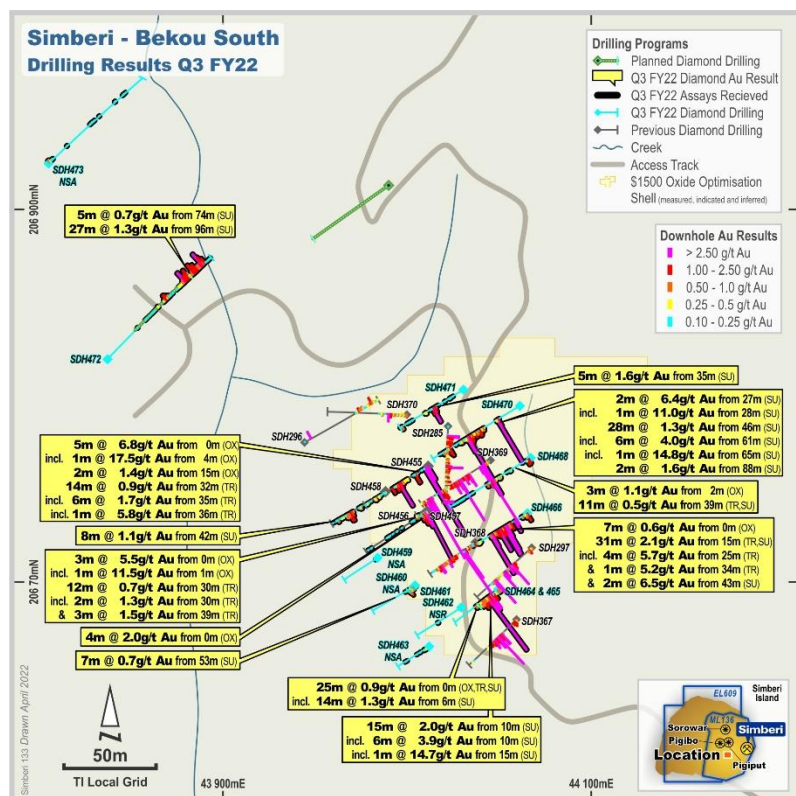 Simberi - Bekou South
Drilling Results Q3 FY22
Drilling Programs
Planned Diamond Drilling
Q3 FY22 Diamond Au Result
Q3 FY22 Assays Recieved
Q3 FY22 Diamond Drilling
Previous Diamond Drilling
Creek
Access Track
$1500 Oxide Optimisation
Shell (measured, indicated and inferred)
Downhole Au Results
> 2.50 g/t Au
1.00 - 2.50 g/t Au
0.50 - 1.0 g/t Au
0.25 - 0.5 g/t Au
0.10 - 0.25 g/t Au
SDH473
NSA
206 900mN
5m @ 0.7g/t Au from 74m (SU)
27m @ 1.3g/t Au from 96m (SU)
SDH472
SDH471
SDH370
SDH470
SDH296
SDH285
SDH455
SDH369
SDH468
SDH458
SDH456
SDH457
SDH466
SDH368
SDH459
NSA
SDH297
SDH460
NSA
SDH461
SDH462
NSR
SDH464 & 465
SDH367
SDH463
NSA
5m @ 1.6g/t Au from 35m (SU)
2m @ 6.4g/t Au from 27m (SU)
incl. 1m @ 11.0g/t Au from 28m (SU)
28m @ 1.3g/t Au from 46m (SU)
incl. 6m @ 4.0g/t Au from 61m (SU)
incl. 1m @ 14.8g/t Au from 65m (SU)
2m @ 1.6g/t Au from 88m (SU)
3m @ 1.1g/t Au from 2m (OX)
11m @ 0.5g/t Au from 39m (TR,SU)
7m @ 0.6g/t Au from 0m (OX)
31m @ 2.1g/t Au from 15m (TR,SU)
incl. 4m @ 5.7g/t Au from 25m (TR)
& 1m @ 5.2g/t Au from 34m (TR)
& 2m @ 6.5g/t Au from 43m (SU)
5m @ 6.8g/t Au from 0m (OX)
incl. 1m @ 17.5g/t Au from 4m (OX)
2m @ 1.4g/t Au from 15m (OX)
14m @ 0.9g/t Au from 32m (TR)
incl. 6m @ 1.7g/t Au from 35m (TR)
incl. 1m @ 5.8g/t Au from 36m (TR)
8m @ 1.1g/t Au from 42m (SU)
3m @ 5.5g/t Au from 0m (OX)
incl. 1m @ 11.5g/t Au from 1m (OX)
12m @ 0.7g/t Au from 30m (TR)
incl. 2m @ 1.3g/t Au from 30m (TR)
& 3m @ 1.5g/t Au from 39m (TR)
4m @ 2.0g/t Au from 0m (OX)
7m @ 0.7g/t Au from 53m (SU)
25m @ 0.9g/t Au from 0m (OX,TR,SU)
incl. 14m @ 1.3g/t Au from 6m (SU)
15m @ 2.0g/t Au from 10m (SU)
incl. 6m @ 3.9g/t Au from 10m (SU)
incl. 1m @ 14.7g/t Au from 15m (SU)
206 70mN
Simberi 133 Drawn April 2022
50m
TI Local Grid
43 900mE
44 100mE
EL609
Simberi
Island
ML136
Sorowar
Simberi
Pigibo
Location
Pigiput